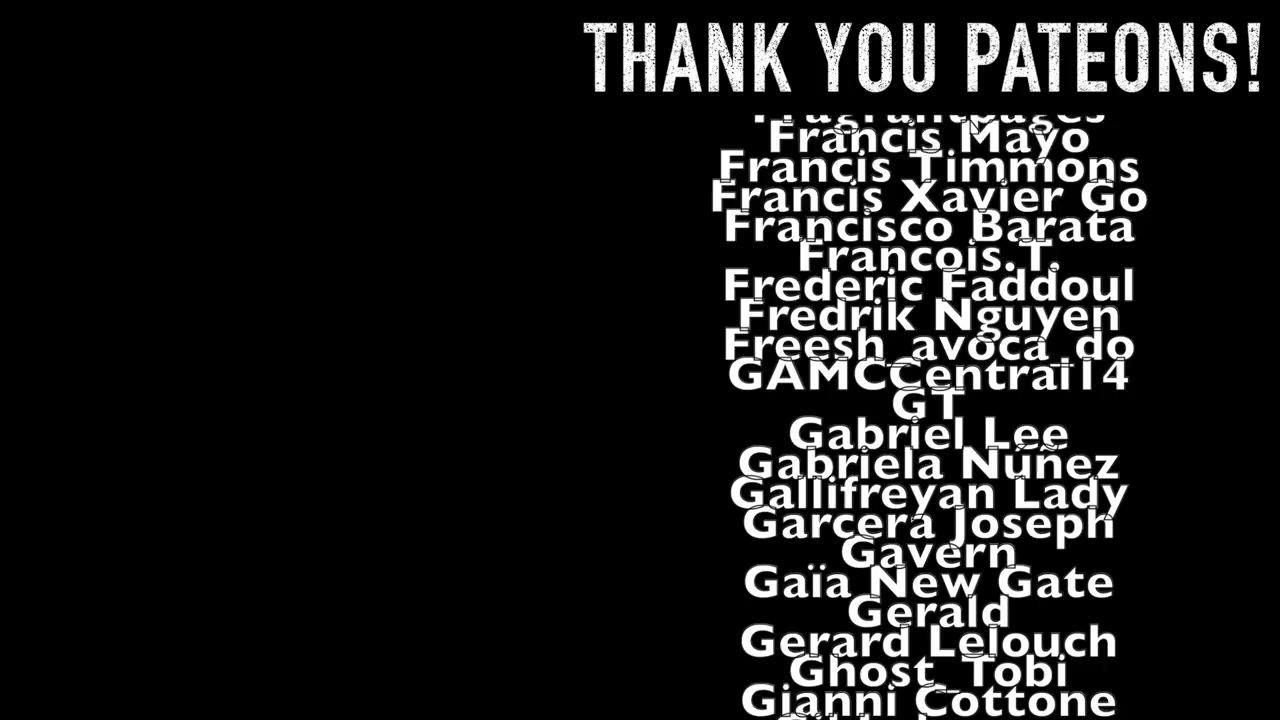 THANK YOU PATEONS!
Fragrantpages
Francis Mayo
Francis Timmons
Francis Xavier Go
Francisco Barata
Francois.T.
Frederic Faddoul
Fredrik Nguyen
Freesh_avoca_do
GAMCCentral14
GT
Gabriel Lee
Gabriela Núñez
Gallifreyan Lady
Garcera Joseph
Gavern
Gaïa New Gate
Gerald
Gerard Lelouch
Ghost_Tobi
Gianni Cottone